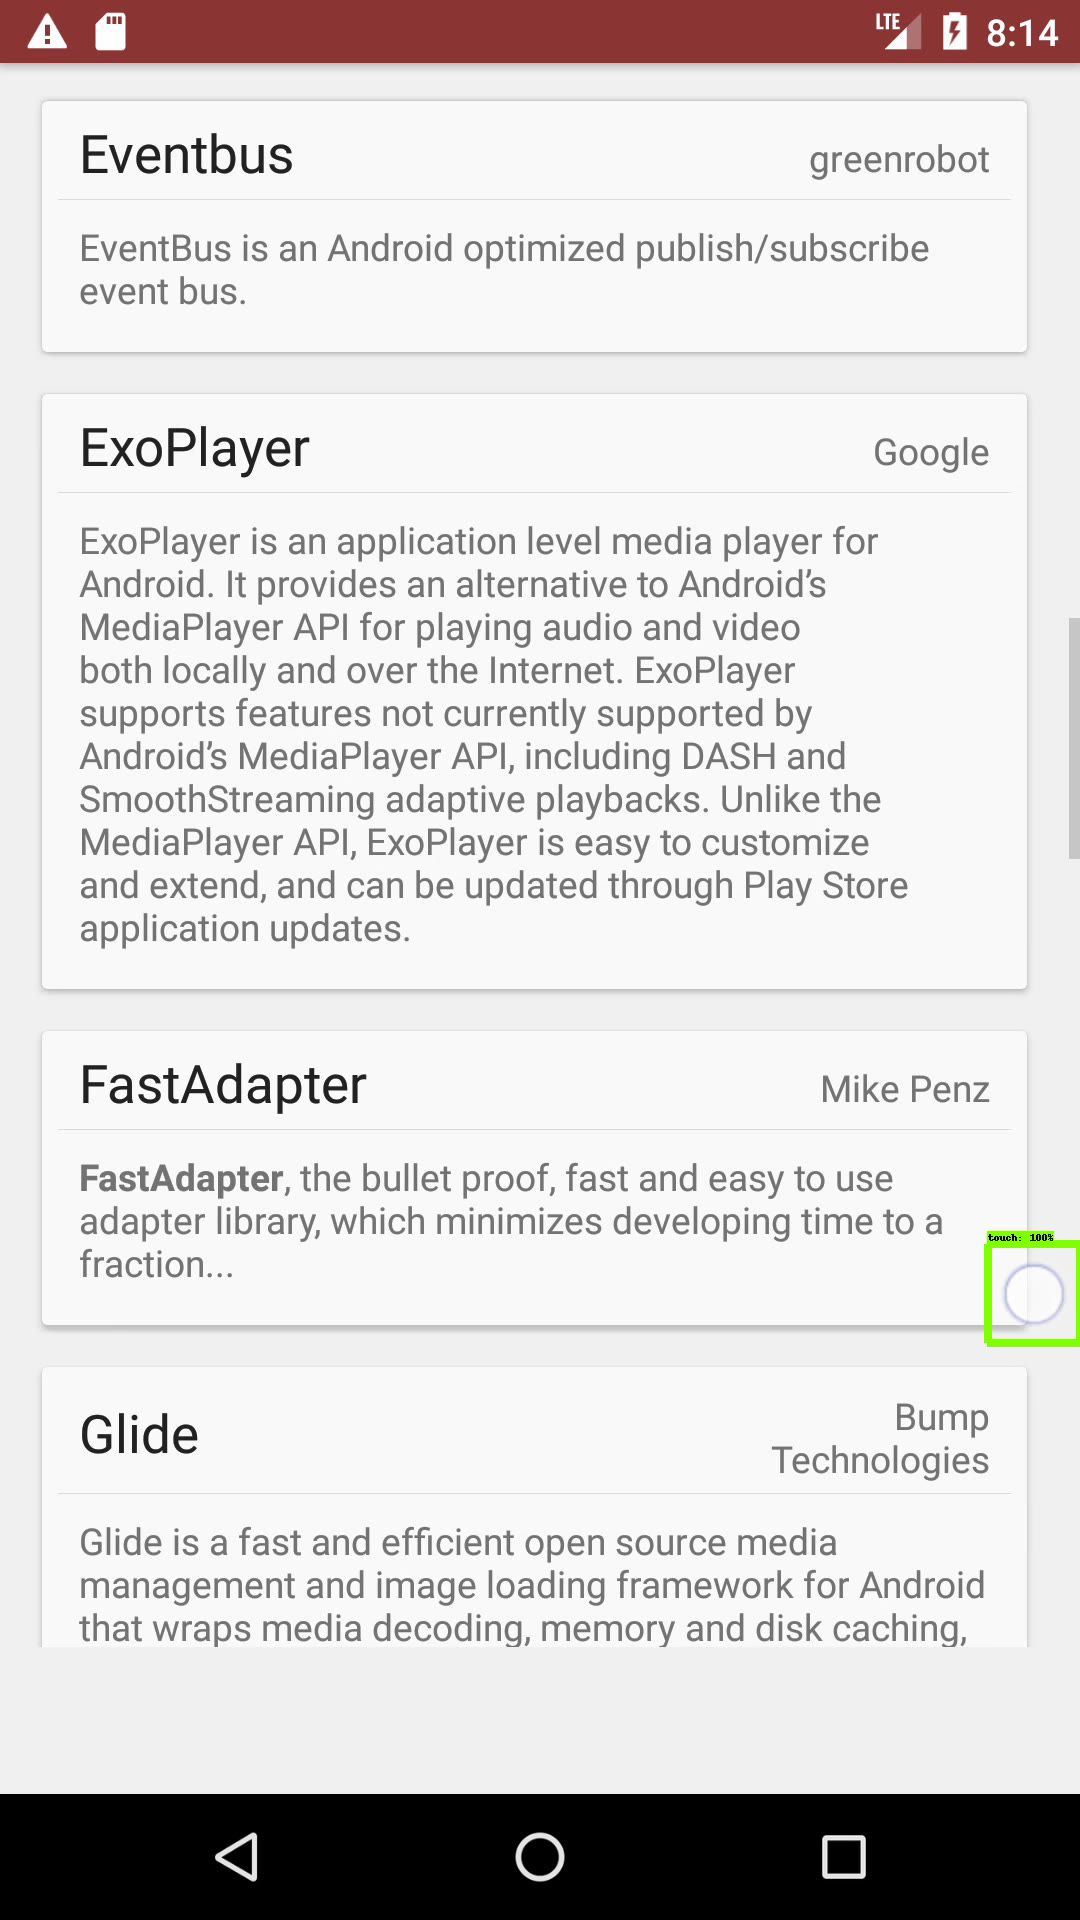 LTE 8:14
Eventbus greenrobot
EventBus is an Android optimized publish/subscribe
event bus.
ExoPlayer Google
ExoPlayer is an application level media player for
Android. It provides an alternative to Android’s
MediaPlayer API for playing audio and video
both locally and over the Internet. ExoPlayer
supports features not currently supported by
Android’s MediaPlayer API, including DASH and
SmoothStreaming adaptive playbacks. Unlike the
MediaPlayer API, ExoPlayer is easy to customize
and extend, and can be updated through Play Store
application updates.
FastAdapter Mike Penz
FastAdapter, the bullet proof, fast and easy to use
adapter library, which minimizes developing time to a
fraction...
touch: 100%
Glide Bump
Technologies
Glide is a fast and efficient open source media
management and image loading framework for Android
that wraps media decoding, memory and disk caching,